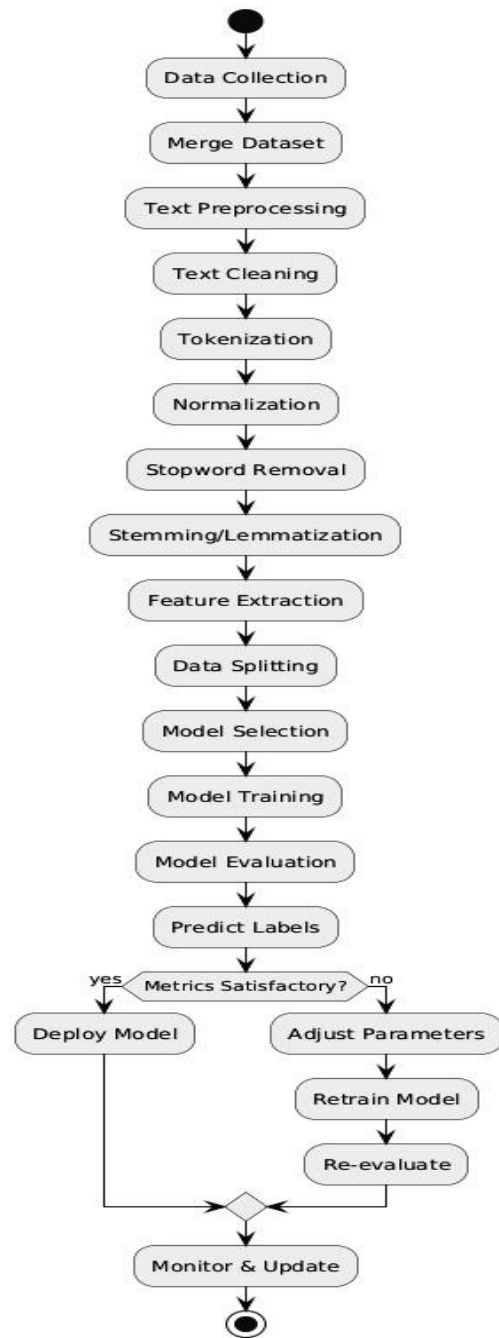 Data Collection
Merge Dataset
Text Preprocessing
Text Cleaning
Tokenization
Normalization
Stopword Removal
Stemming/Lemmatization
Feature Extraction
Data Splitting
Model Selection
Model Training
Model Evaluation
Predict Labels
yes
Metrics Satisfactory?
no
Deploy Model
Adjust Parameters
Retrain Model
Re-evaluate
Monitor & Update